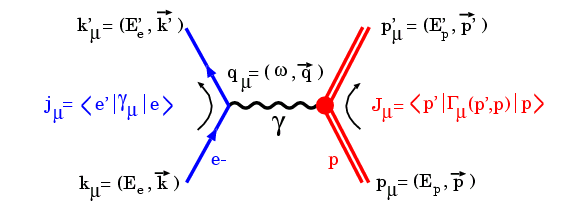 k'μ = (E'e, k⃗')
p'μ = (E'p, p⃗')
qμ = (ω, q⃗)
jμ = ⟨e'|γμ|e⟩
Jμ = ⟨p'|Γμ(p',p)|p⟩
γ
e-
p
kμ = (Ee, k⃗)
pμ = (Ep, p⃗)